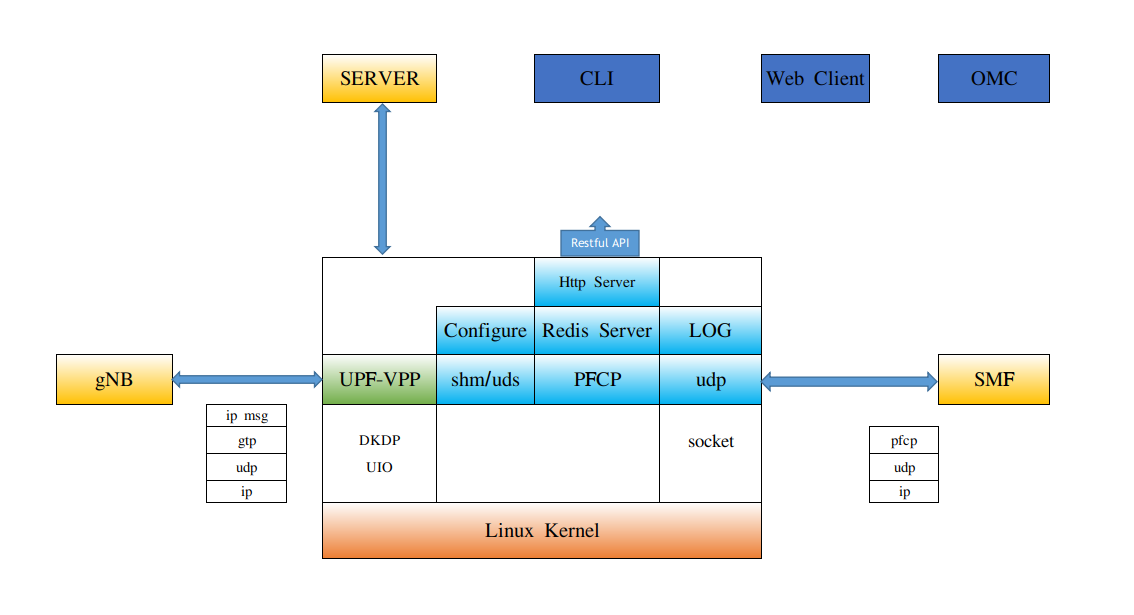 SERVER
CLI
Web Client
OMC
Restful API
Http Server
Configure
Redis Server
LOG
gNB
UPF-VPP
shm/uds
PFCP
udp
SMF
ip msg
gtp
udp
ip
DKDP
UIO
socket
pfcp
udp
ip
Linux Kernel